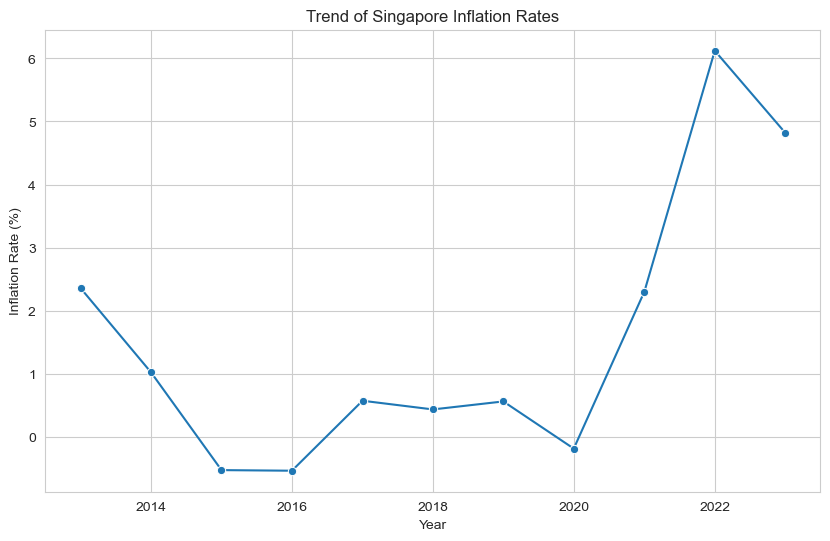 Trend of Singapore Inflation Rates
Inflation Rate (%)
6
5
4
3
2
1
0
2014 2016 2018 2020 2022
Year